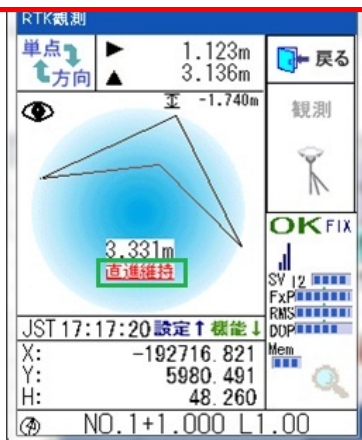 RTK観測
単点
方向
▶ 1.123m
▲ 3.136m
戻る
-1.740m
観測
3.331m
直進維持
OK FIX
SV 12
FxP
RMS
DOP
Mem
JST 17:17:20 設定↑機能↓
X: -192716.821
Y: 5980.491
H: 48.260
NO.1+1.000 L1.00